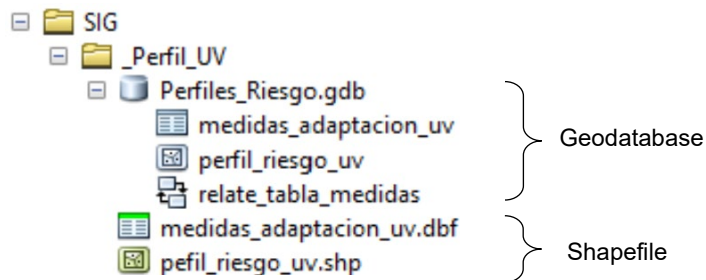 SIG
_Perfil_UV
Perfiles_Riesgo.gdb
medidas_adaptacion_uv
perfil_riesgo_uv
relate_tabla_medidas
medidas_adaptacion_uv.dbf
pefil_riesgo_uv.shp
Geodatabase
Shapefile